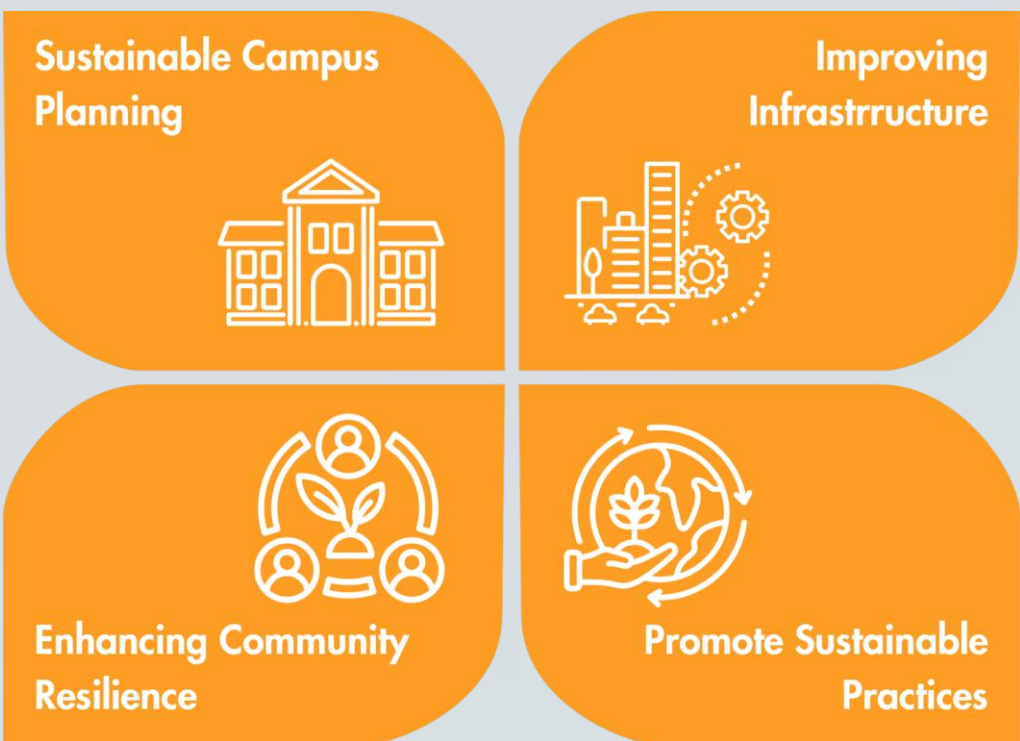 Sustainable Campus
Planning
Improving
Infrastrructure
Enhancing Community
Resilience
Promote Sustainable
Practices